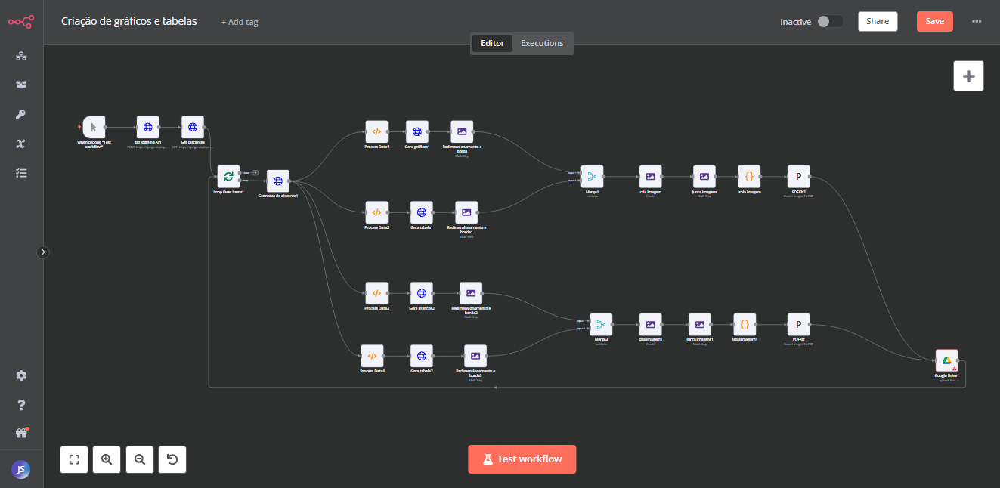 Criação de gráficos e tabelas
+ Add tag
Inactive
Share
Save
Editor
Executions
When clicking "Test
workflow"
faz login na API
Get discentes
Loop Over Items1
Get notas do discente1
Process Data1
Gera gráficos1
Redimensionamento e
borda
Multi Step
Process Data2
Gera tabela1
Redimensionamento e
borda1
Multi Step
Merge1
combine
cria imagem
Create
junta imagens
Multi Step
isola imagem
PDFKit2
Covert Images To PDF
Process Data3
Gera gráficos2
Redimensionamento e
borda2
Multi Step
Merge2
combine
cria imagem1
Create
junta imagens1
Multi Step
isola imagem1
PDFKit
Covert Images To PDF
Process Data4
Gera tabela2
Redimensionamento e
borda3
Multi Step
Google Drive1
upload: file
JS
Test workflow